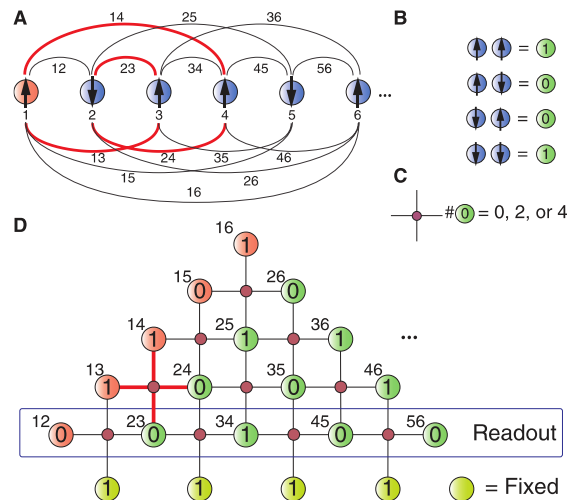 A
14 25 36
12 23 34 45 56
...
1 2 3 4 5 6
13 24 35 46
15 26
16
B
= 1
= 0
= 0
= 1
C
# 0 = 0, 2, or 4
D
16
1
15 26
0 0
14 25 36 ...
1 1 1
13 24 35 46
1 0 0 1
12 23 34 45 56
0 0 1 0 0 Readout
1 1 1 1 = Fixed